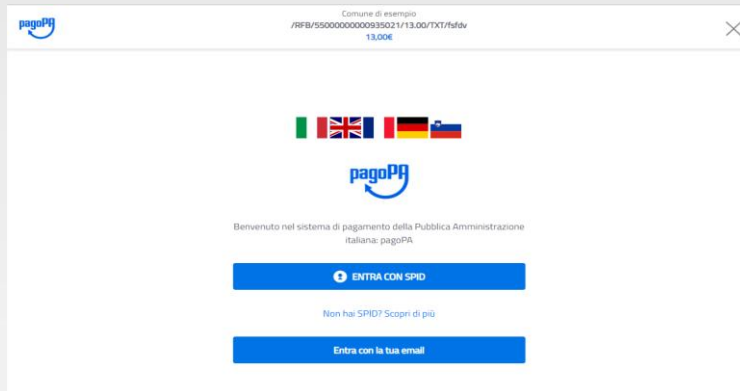 pagoPA
Comune di esempio
/RFB/55000000000935021/13.00/TXT/fsfdv
13,00€
pagoPA
Benvenuto nel sistema di pagamento della Pubblica Amministrazione
italiana: pagoPA
ENTRA CON SPID
Non hai SPID? Scopri di più
Entra con la tua email